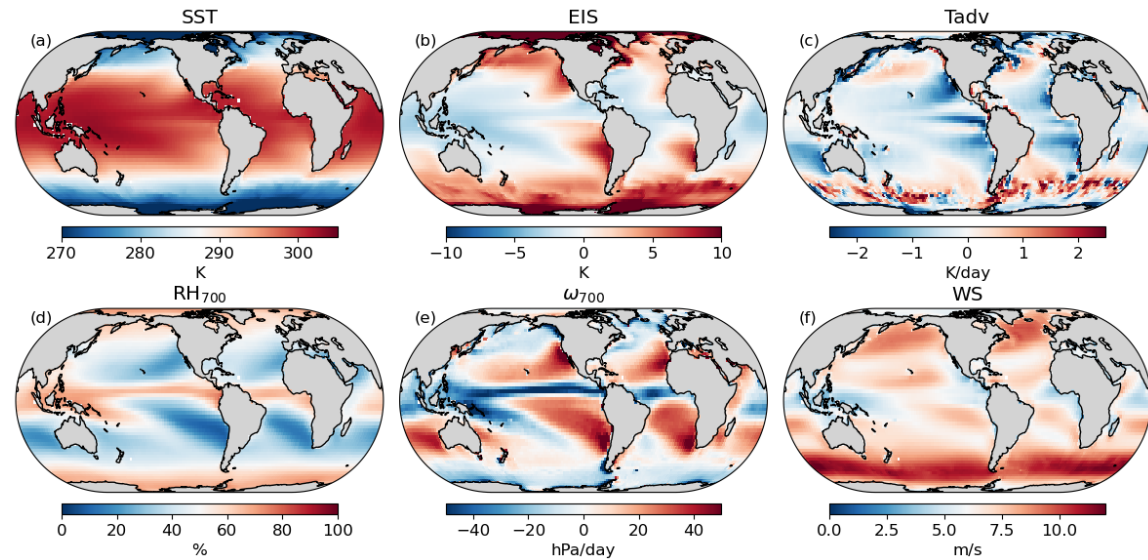 SST
EIS
Tadv
(a)
(b)
(c)
270 280 290 300
−10 −5 0 5 10
−2 −1 0 1 2
K
K
K/day
RH700
ω700
WS
(d)
(e)
(f)
0 20 40 60 80 100
−40 −20 0 20 40
0.0 2.5 5.0 7.5 10.0
%
hPa/day
m/s